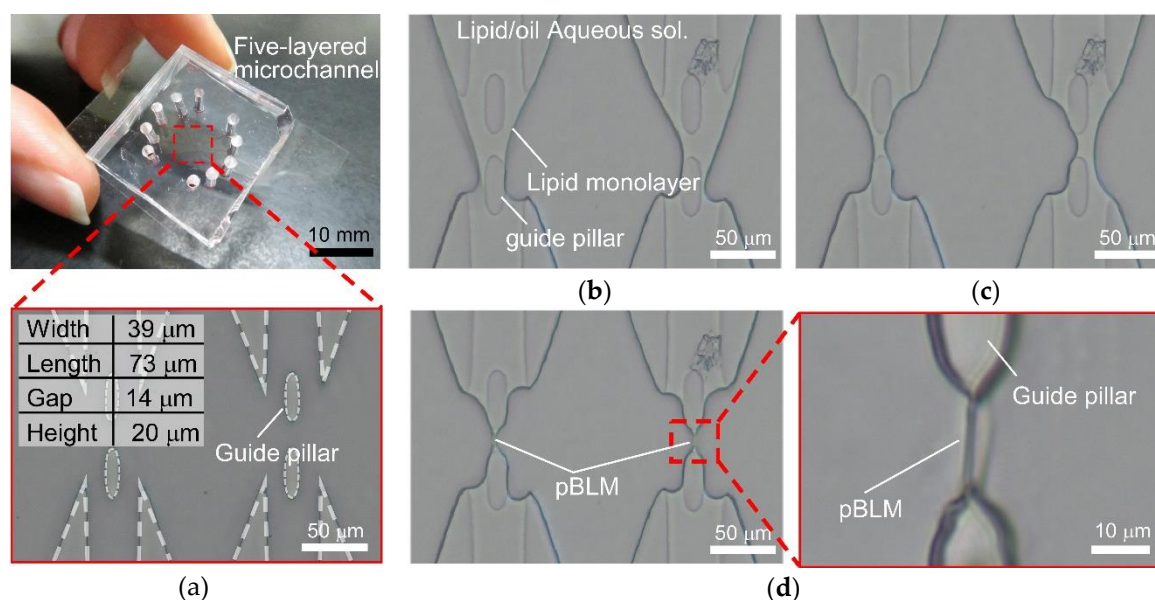 Five-layered
microchannel
10 mm
Width 39 μm
Length 73 μm
Gap 14 μm
Height 20 μm
Guide pillar
50 μm
(a)
Lipid/oil Aqueous sol.
Lipid monolayer
guide pillar
50 μm
(b)
50 μm
(c)
pBLM
50 μm
Guide pillar
pBLM
10 μm
(d)